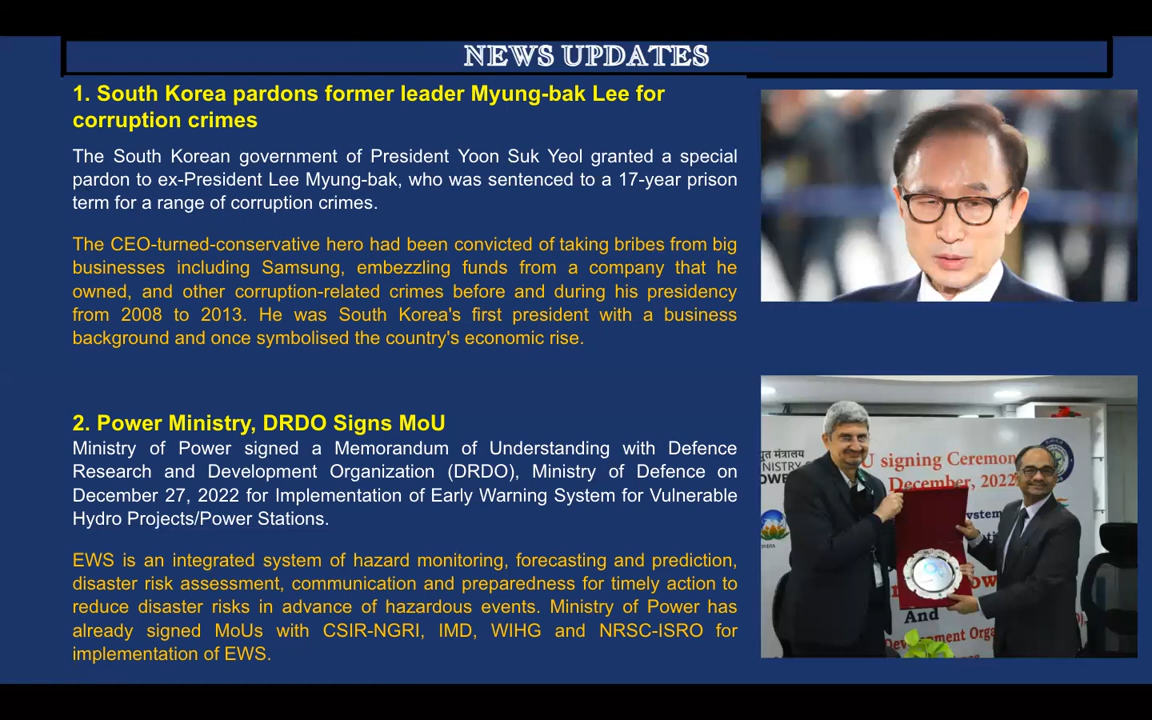 NEWS UPDATES
1. South Korea pardons former leader Myung-bak Lee for
corruption crimes
The South Korean government of President Yoon Suk Yeol granted a special
pardon to ex-President Lee Myung-bak, who was sentenced to a 17-year prison
term for a range of corruption crimes.
The CEO-turned-conservative hero had been convicted of taking bribes from big
businesses including Samsung, embezzling funds from a company that he
owned, and other corruption-related crimes before and during his presidency
from 2008 to 2013. He was South Korea's first president with a business
background and once symbolised the country's economic rise.
2. Power Ministry, DRDO Signs MoU
Ministry of Power signed a Memorandum of Understanding with Defence
Research and Development Organization (DRDO), Ministry of Defence on
December 27, 2022 for Implementation of Early Warning System for Vulnerable
Hydro Projects/Power Stations.
EWS is an integrated system of hazard monitoring, forecasting and prediction,
disaster risk assessment, communication and preparedness for timely action to
reduce disaster risks in advance of hazardous events. Ministry of Power has
already signed MoUs with CSIR-NGRI, IMD, WIHG and NRSC-ISRO for
implementation of EWS.
मंत्रालय
U signing Ceremon
December, 2022
And